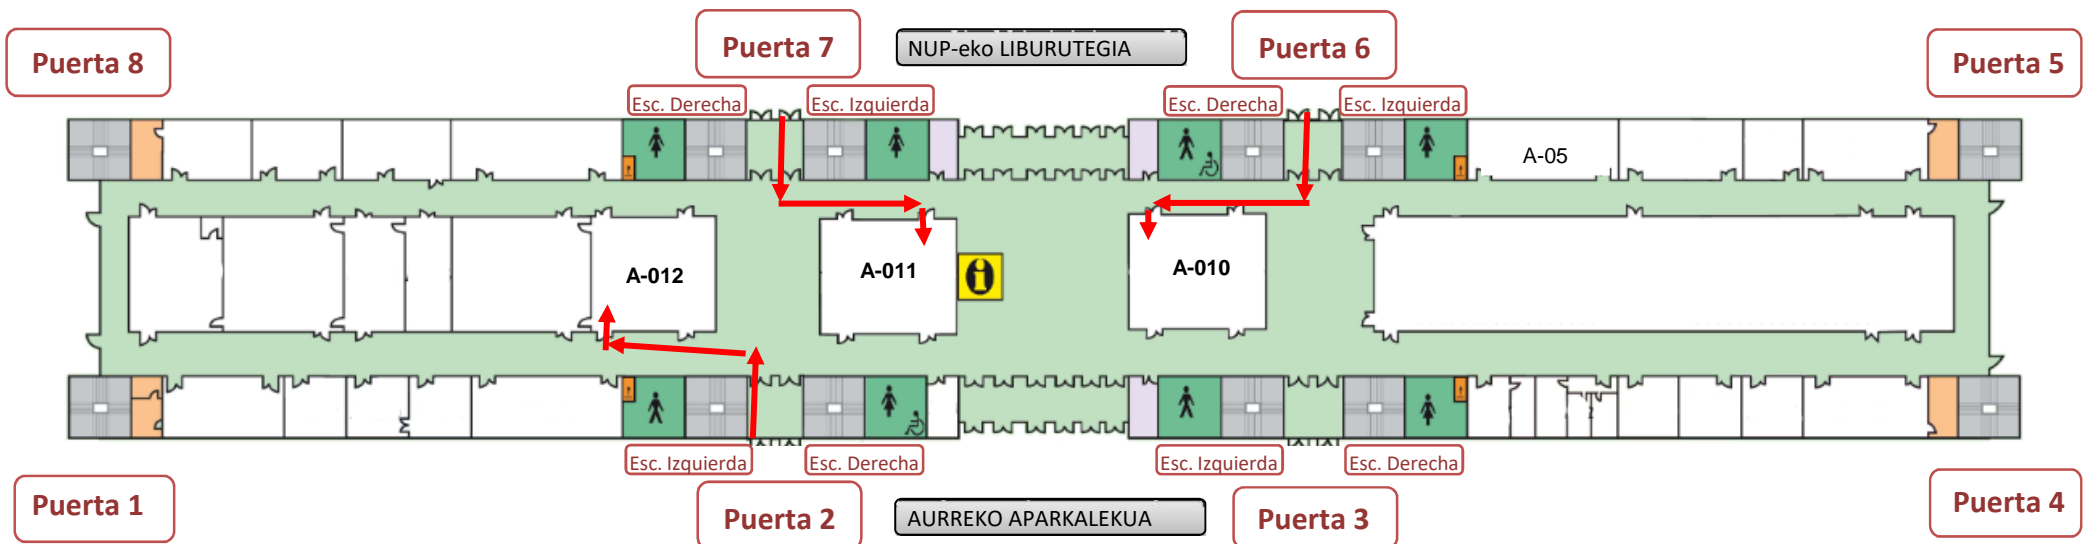 Puerta 8
Puerta 7
NUP-eko LIBURUTEGIA
Puerta 6
Puerta 5
Esc. Derecha
Esc. Izquierda
Esc. Derecha
Esc. Izquierda
A-05
A-012
A-011
i
A-010
Esc. Izquierda
Esc. Derecha
Esc. Izquierda
Esc. Derecha
Puerta 1
Puerta 2
AURREKO APARKALEKUA
Puerta 3
Puerta 4